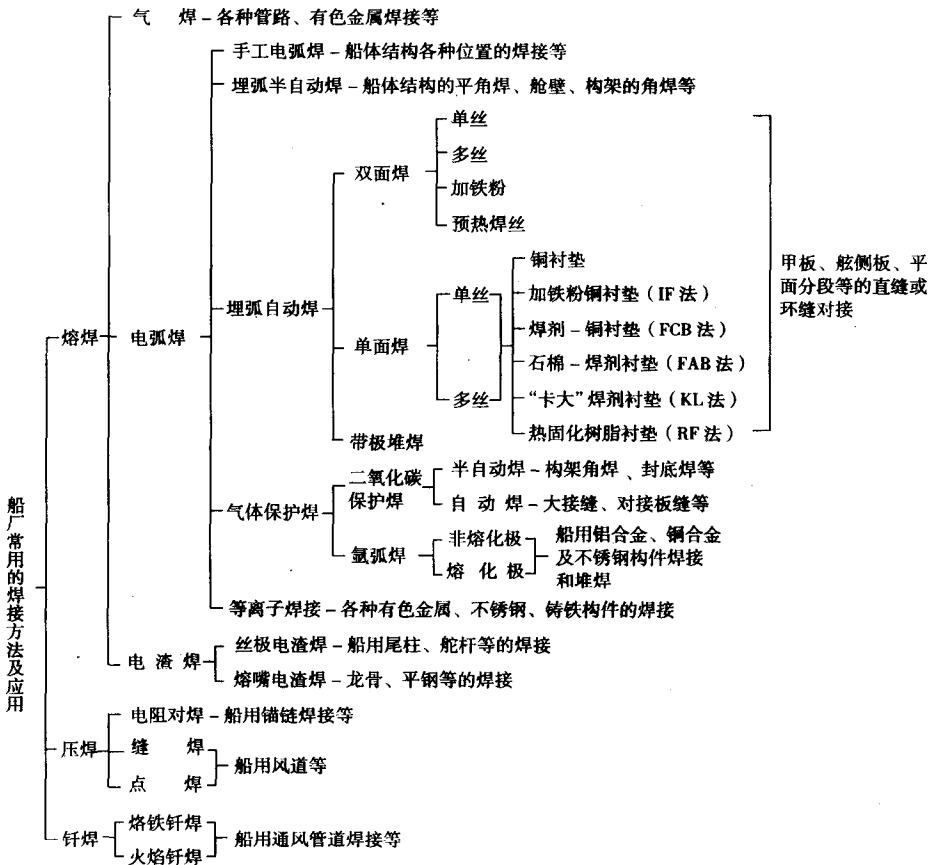 船厂常用的焊接方法及应用
熔焊
气 焊 – 各种管路、有色金属焊接等
电弧焊
手工电弧焊 – 船体结构各种位置的焊接等
埋弧半自动焊 – 船体结构的平角焊、舱壁、构架的角焊等
埋弧自动焊
双面焊
单丝
多丝
加铁粉
预热焊丝
单面焊
单丝
多丝
铜衬垫
加铁粉铜衬垫（IF 法）
焊剂 – 铜衬垫（FCB 法）
石棉 – 焊剂衬垫（FAB 法）
“卡大”焊剂衬垫（KL 法）
热固化树脂衬垫（RF 法）
带极堆焊
甲板、舷侧板、平
面分段等的直缝或
环缝对接
气体保护焊
二氧化碳
保护焊
半自动焊 – 构架角焊、封底焊等
自 动 焊 – 大接缝、对接板缝等
氩弧焊
非熔化极
熔 化 极
船用铝合金、铜合金
及不锈钢构件焊接
和堆焊
等离子焊接 – 各种有色金属、不锈钢、铸铁构件的焊接
电 渣 焊
丝极电渣焊 – 船用尾柱、舵杆等的焊接
熔嘴电渣焊 – 龙骨、平钢等的焊接
压焊
电阻对焊 – 船用锚链焊接等
缝 焊
点 焊
船用风道等
钎焊
烙铁钎焊
火焰钎焊
船用通风管道焊接等